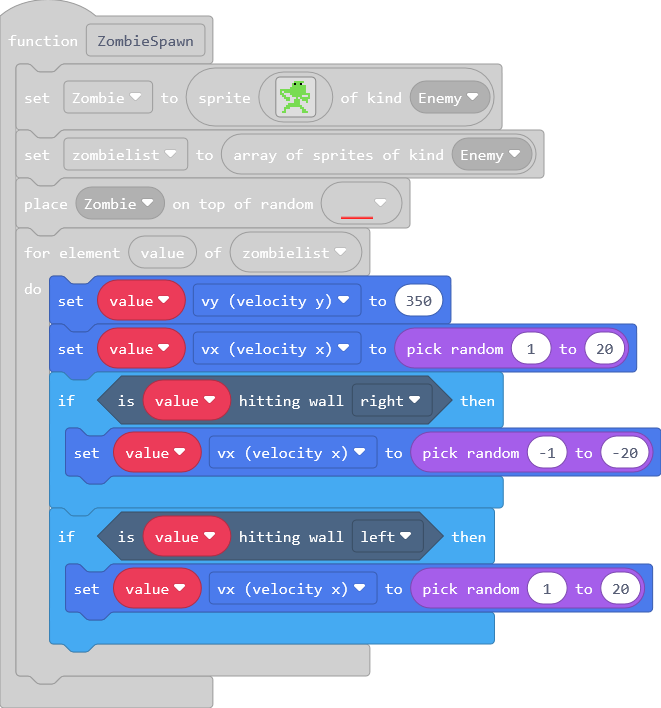 function ZombieSpawn
set Zombie to sprite of kind Enemy
set zombielist to array of sprites of kind Enemy
place Zombie on top of random
for element value of zombielist
do
set value vy (velocity y) to 350
set value vx (velocity x) to pick random 1 to 20
if is value hitting wall right then
set value vx (velocity x) to pick random -1 to -20
if is value hitting wall left then
set value vx (velocity x) to pick random 1 to 20